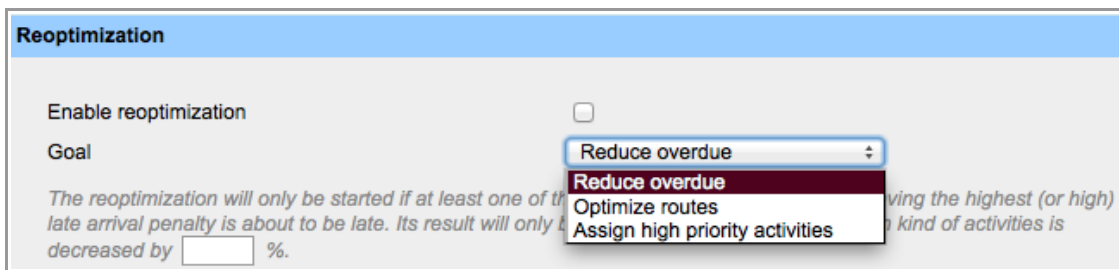 Reoptimization
Enable reoptimization
Goal
Reduce overdue
Reduce overdue
Optimize routes
Assign high priority activities
The reoptimization will only be started if at least one of th ving the highest (or high)
late arrival penalty is about to be late. Its result will only kind of activities is
decreased by %.